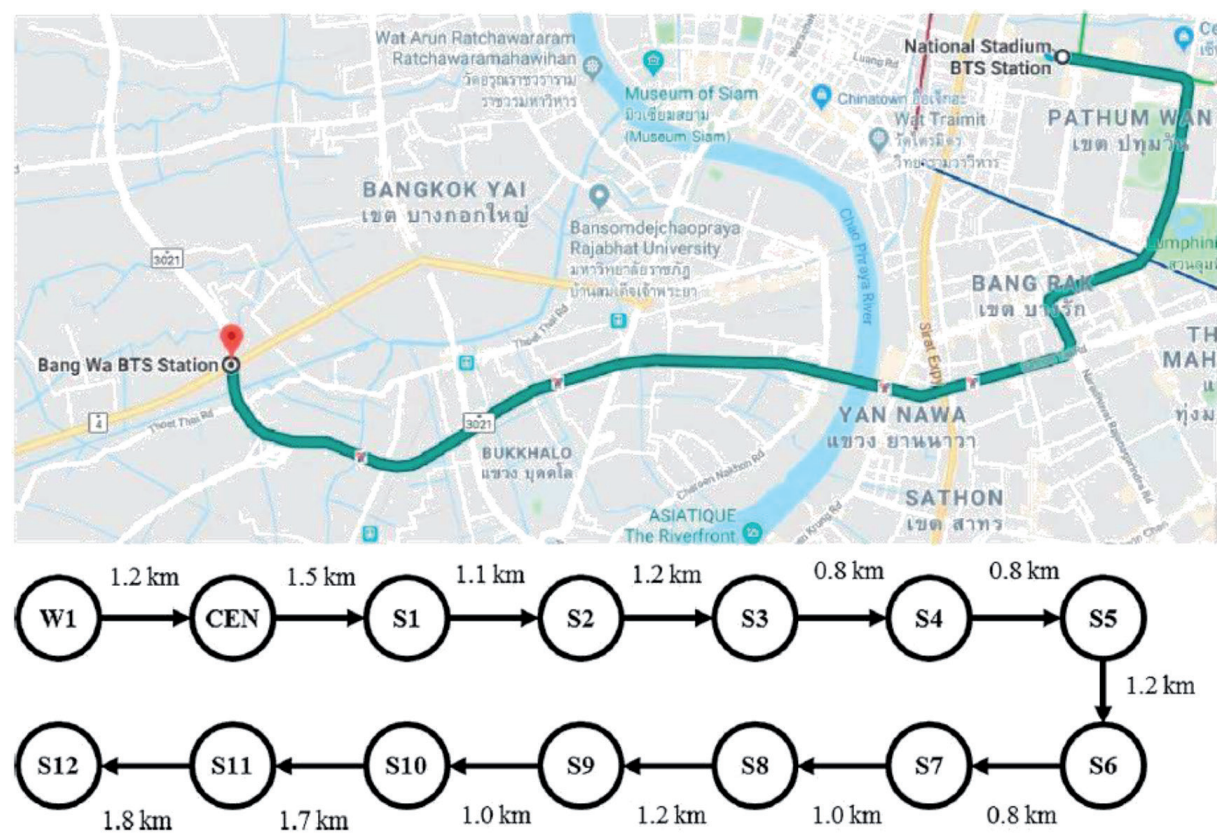 Wat Arun Ratchawararam
Ratchawaramahawihan
วัดอรุณราชวราราม
ราชวรมหาวิหาร
Museum of Siam
มิวเซียมสยาม
(Museum Siam)
Luang Rd
National Stadium
BTS Station
Chinatown
Wat Traimit
PATHUM WAN
เขต ปทุมวัน
BANGKOK YAI
เขต บางกอกใหญ่
Bansomdejchaopraya
Rajabhat University
มหาวิทยาลัยราชภัฏ
บ้านสมเด็จเจ้าพระยา
Chao Phraya River
Lumphini
BANG RAK
เขต บางรัก
3021
Thoet Thai Rd
Bang Wa BTS Station
Sirat Expy
TH
MAH
4
Thoet Thai Rd
3021
BUKKHALO
แขวง บุคคโล
YAN NAWA
แขวง ยานนาวา
ทุ่งม
Charoen Nakhon Rd
SATHON
เขต สาทร
ASIATIQUE
The Riverfront
1.2 km
1.5 km
1.1 km
1.2 km
0.8 km
0.8 km
W1
CEN
S1
S2
S3
S4
S5
1.2 km
S12
S11
S10
S9
S8
S7
S6
1.8 km
1.7 km
1.0 km
1.2 km
1.0 km
0.8 km